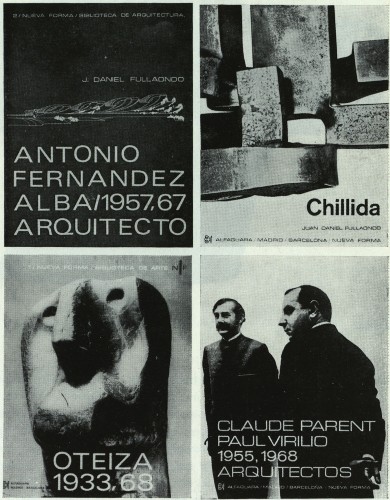 2/NUEVA FORMA/BIBLIOTECA DE ARQUITECTURA.
J. DANIEL FULLAONDO
ANTONIO
FERNANDEZ
ALBA/1957,67
ARQUITECTO
Chillida
JUAN DANIEL FULLAONDO
ALFAGUARA/MADRID/BARCELONA/NUEVA FORMA
NUEVA FORMA/BIBLIOTECA DE ARTE
OTEIZA
1933,68
ALFAGUARA
CLAUDE PARENT
PAUL VIRILIO
1955,1968
ARQUITECTOS
ALFAGUARA/MADRID/BARCELONA/NUEVA FORMA